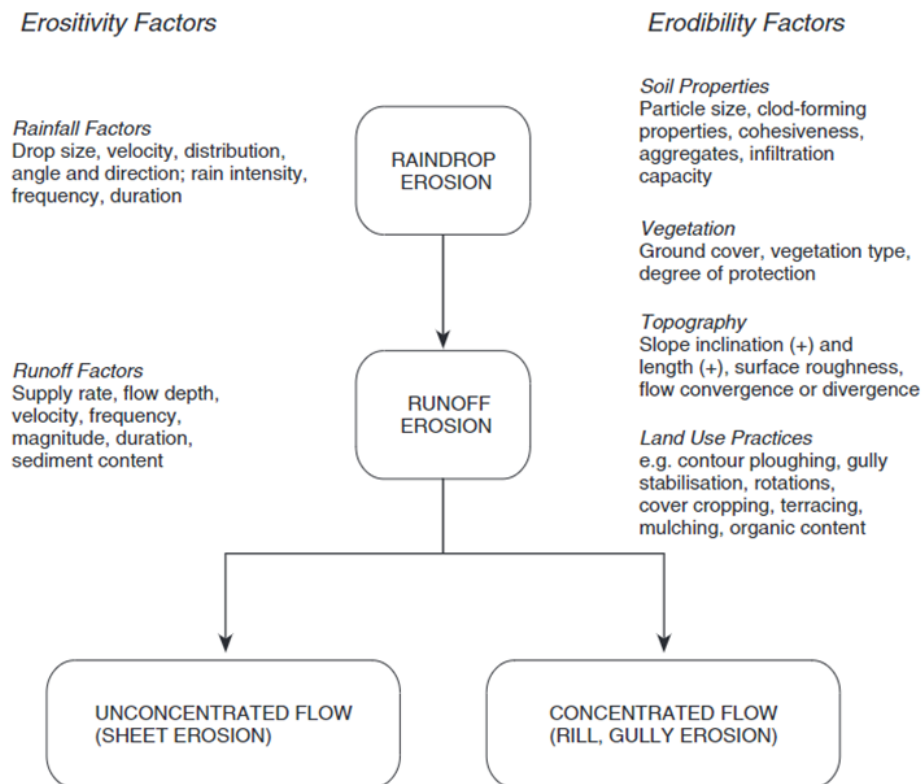 Erositivity Factors
Erodibility Factors
Rainfall Factors
Drop size, velocity, distribution,
angle and direction; rain intensity,
frequency, duration
RAINDROP
EROSION
Soil Properties
Particle size, clod-forming
properties, cohesiveness,
aggregates, infiltration
capacity
Vegetation
Ground cover, vegetation type,
degree of protection
Runoff Factors
Supply rate, flow depth,
velocity, frequency,
magnitude, duration,
sediment content
RUNOFF
EROSION
Topography
Slope inclination (+) and
length (+), surface roughness,
flow convergence or divergence
Land Use Practices
e.g. contour ploughing, gully
stabilisation, rotations,
cover cropping, terracing,
mulching, organic content
UNCONCENTRATED FLOW
(SHEET EROSION)
CONCENTRATED FLOW
(RILL, GULLY EROSION)